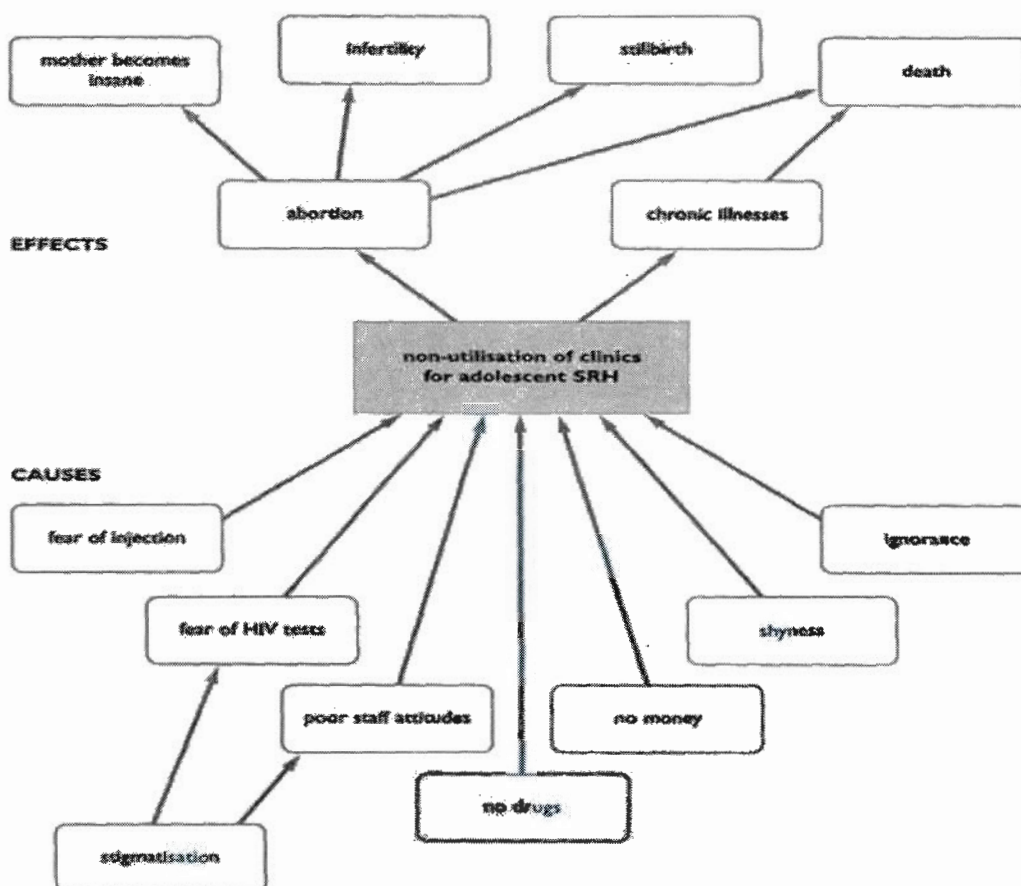 mother becomes
insane
infertility
stillbirth
death
abortion
chronic illnesses
EFFECTS
non-utilisation of clinics
for adolescent SRH
CAUSES
fear of injection
ignorance
fear of HIV tests
shyness
poor staff attitudes
no money
no drugs
stigmatisation